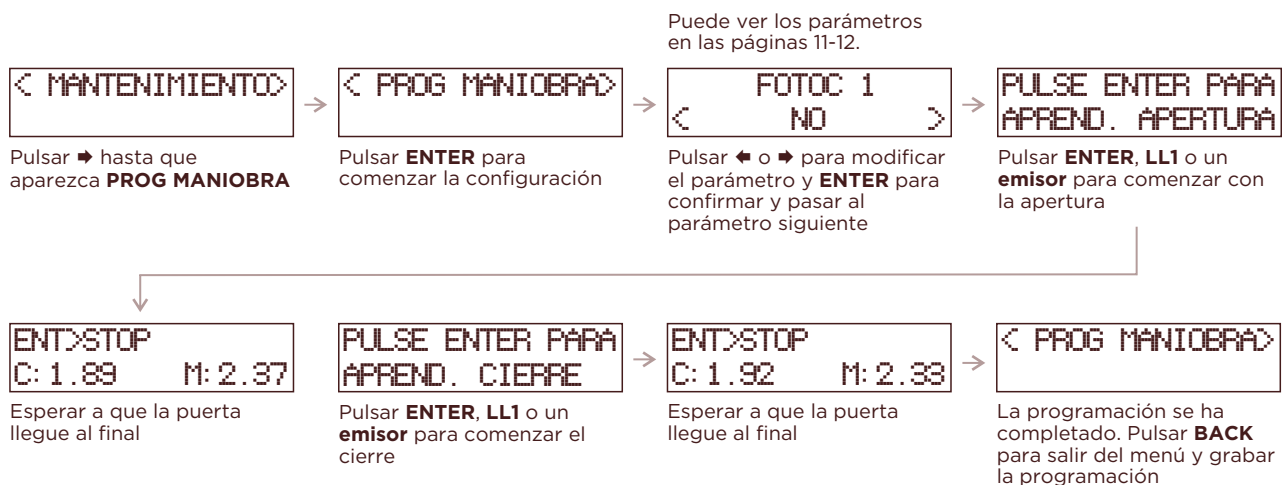 Puede ver los parámetros
en las páginas 11-12.
< MANTENIMIENTO>
Pulsar ➡ hasta que
aparezca PROG MANIOBRA
< PROG MANIOBRA>
Pulsar ENTER para
comenzar la configuración
FOTOC 1
< NO >
Pulsar ⬅ o ➡ para modificar
el parámetro y ENTER para
confirmar y pasar al
parámetro siguiente
PULSE ENTER PARA
APREND. APERTURA
Pulsar ENTER, LL1 o un
emisor para comenzar con
la apertura
ENT>STOP
C: 1.89 M: 2.37
Esperar a que la puerta
llegue al final
PULSE ENTER PARA
APREND. CIERRE
Pulsar ENTER, LL1 o un
emisor para comenzar el
cierre
ENT>STOP
C: 1.92 M: 2.33
Esperar a que la puerta
llegue al final
< PROG MANIOBRA>
La programación se ha
completado. Pulsar BACK
para salir del menú y grabar
la programación